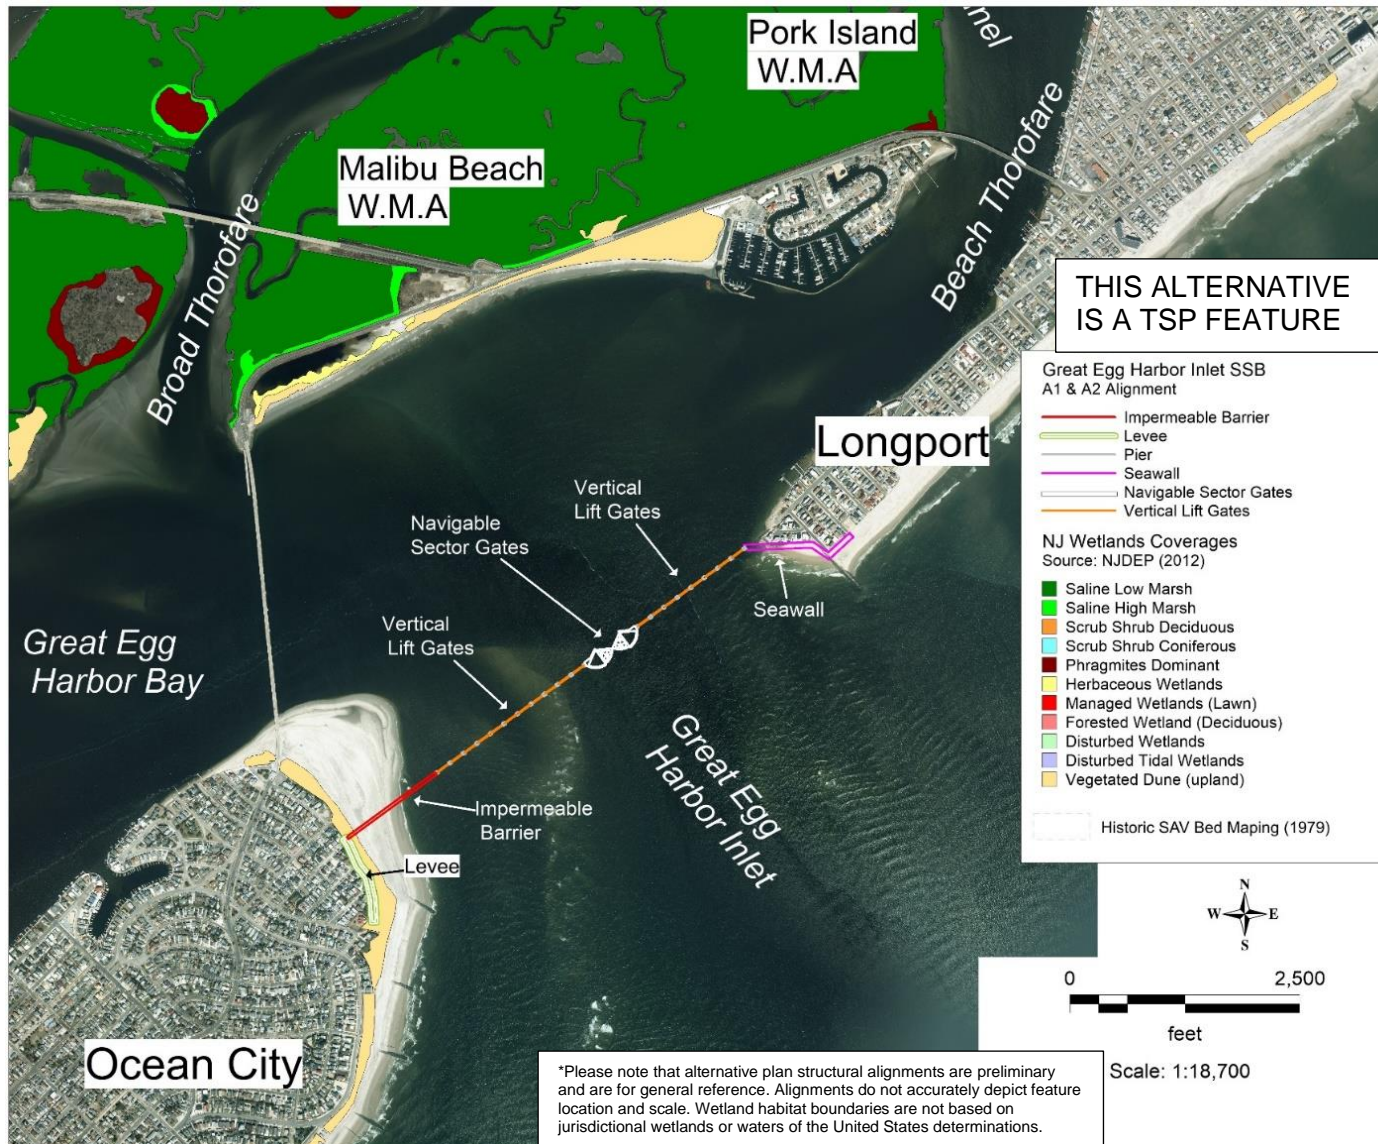 Pork Island
W.M.A
nel
Malibu Beach
W.M.A
Broad Thorofare
Beach Thorofare
THIS ALTERNATIVE
IS A TSP FEATURE
Great Egg Harbor Inlet SSB
A1 & A2 Alignment
Impermeable Barrier
Levee
Pier
Seawall
Navigable Sector Gates
Vertical Lift Gates
NJ Wetlands Coverages
Source: NJDEP (2012)
Saline Low Marsh
Saline High Marsh
Scrub Shrub Deciduous
Scrub Shrub Coniferous
Phragmites Dominant
Herbaceous Wetlands
Managed Wetlands (Lawn)
Forested Wetland (Deciduous)
Disturbed Wetlands
Disturbed Tidal Wetlands
Vegetated Dune (upland)
Historic SAV Bed Maping (1979)
Longport
Vertical
Lift Gates
Navigable
Sector Gates
Seawall
Vertical
Lift Gates
Great Egg
Harbor Bay
Great Egg
Harbor Inlet
Impermeable
Barrier
Levee
Ocean City
N
W E
S
0 2,500
feet
Scale: 1:18,700
*Please note that alternative plan structural alignments are preliminary
and are for general reference. Alignments do not accurately depict feature
location and scale. Wetland habitat boundaries are not based on
jurisdictional wetlands or waters of the United States determinations.